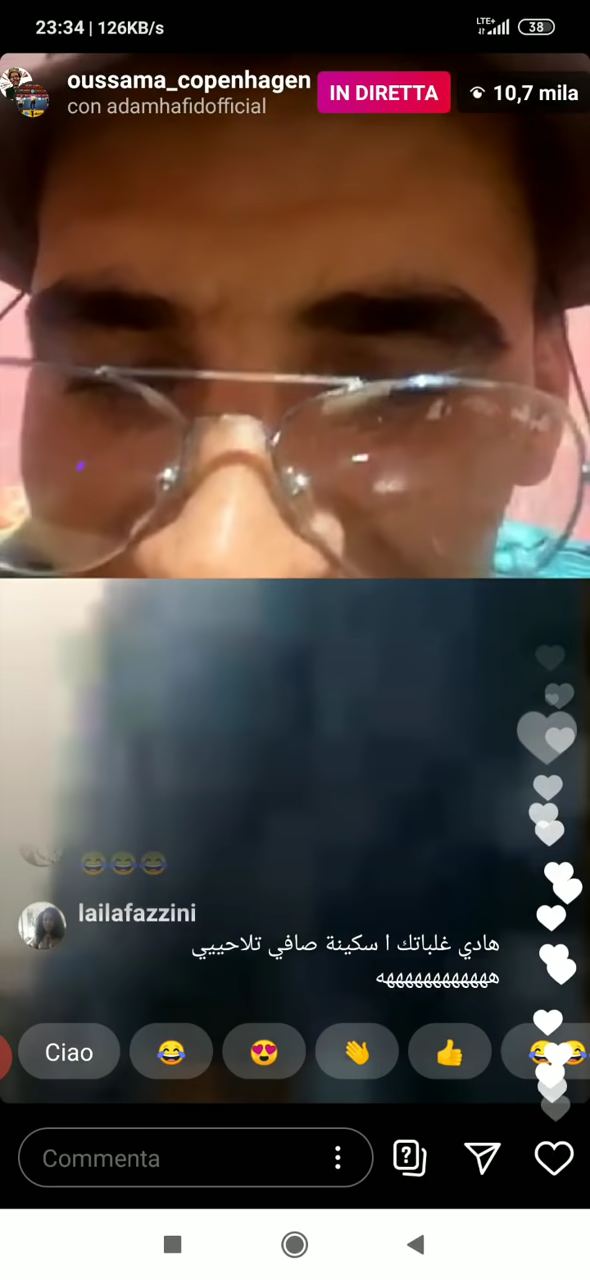 23:34 | 126KB/s
LTE+
38
oussama_copenhagen
con adamhafidofficial
IN DIRETTA
10,7 mila
😂😂😂
lailafazzini
هادي غلباتك ا سكينة صافي تلاحييي
هههههههههههه
Ciao
Commenta